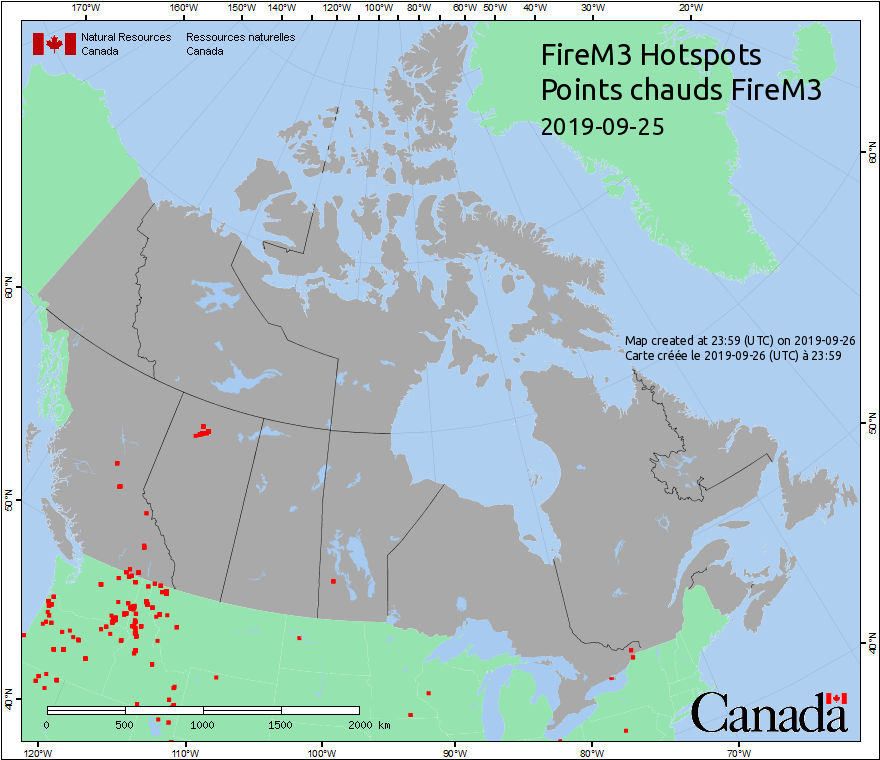 170°W 160°W 150°W 140°W 130°W 120°W 110°W 100°W 90°W 80°W 60°W 50°W 40°W 30°W 20°W
Natural Resources Canada
Ressources naturelles Canada
FireM3 Hotspots
Points chauds FireM3
2019-09-25
60°N
60°N
Map created at 23:59 (UTC) on 2019-09-26
Carte créée le 2019-09-26 (UTC) à 23:59
50°N
50°N
40°N
40°N
0 500 1000 1500 2000 km
Canada
120°W 110°W 100°W 90°W 80°W 70°W